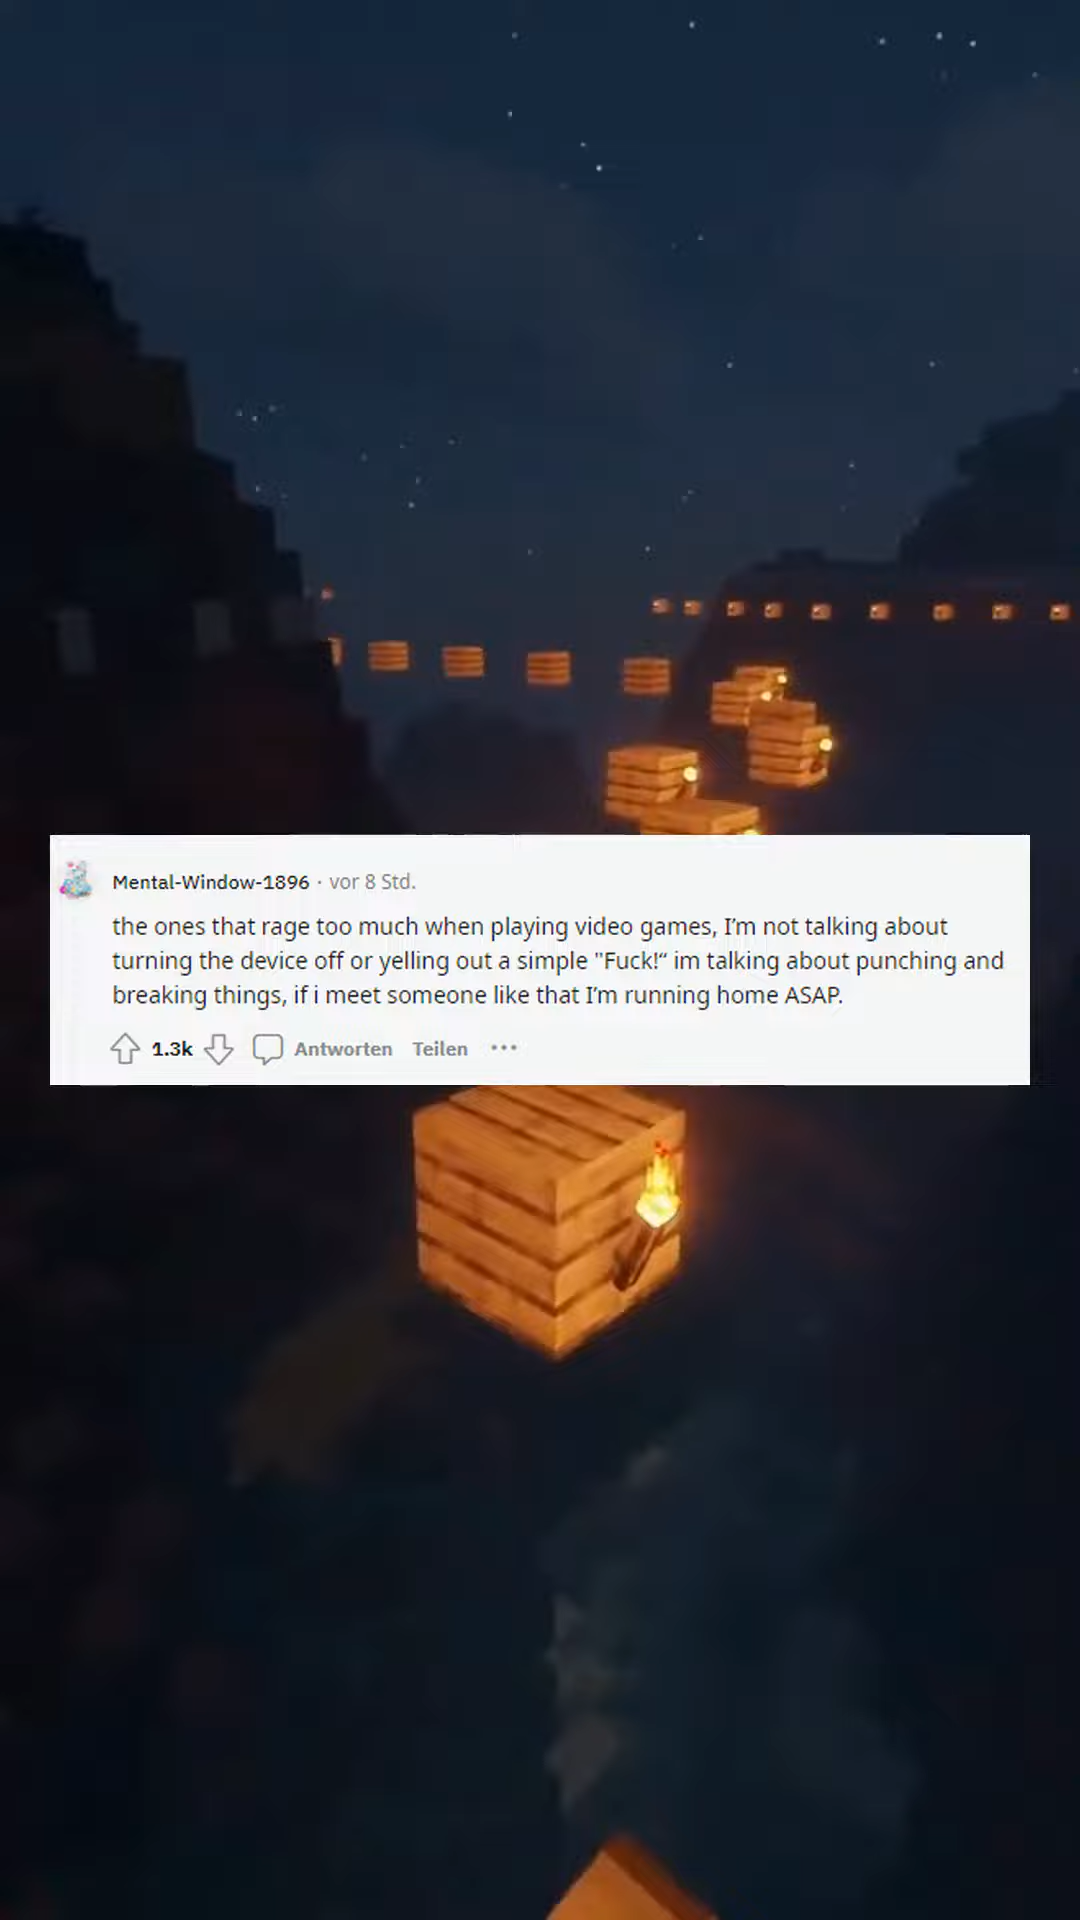 Mental-Window-1896 · vor 8 Std.
the ones that rage too much when playing video games, I’m not talking about
turning the device off or yelling out a simple "Fuck!“ im talking about punching and
breaking things, if i meet someone like that I’m running home ASAP.
1.3k Antworten Teilen •••